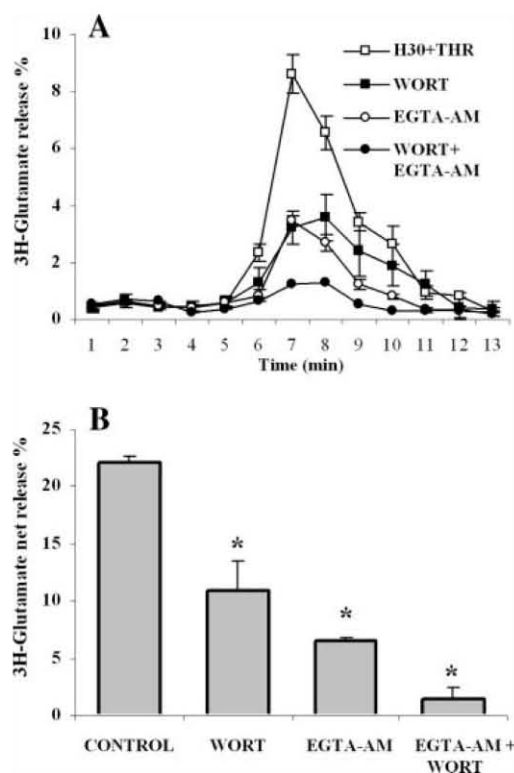 A
3H-Glutamate release %
10
8
6
4
2
0
H30+THR
WORT
EGTA-AM
WORT+
EGTA-AM
1 2 3 4 5 6 7 8 9 10 11 12 13
Time (min)
B
3H-Glutamate net release %
25
20
15
10
5
0
*
*
*
CONTROL WORT EGTA-AM EGTA-AM +
WORT